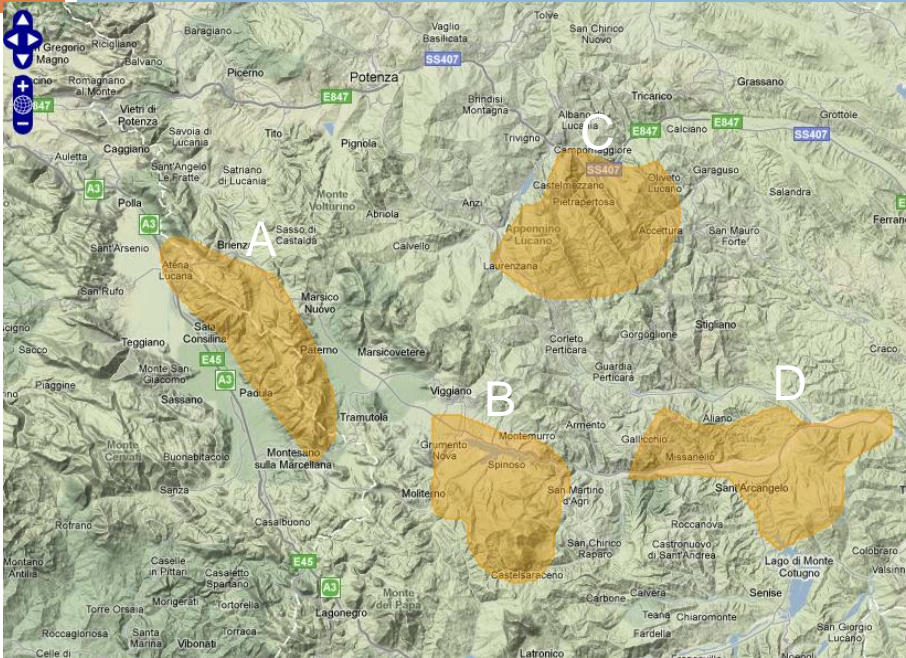 Tolve
Baragiano
Vaglio
Basilicata
San Chirico
Nuovo
Ricigliano
Gregorio
Magno
Balvano
SS407
Picerno
Potenza
Grassano
Romagnano
al Monte
E847
Tricarico
Brindisi
Montagna
847
Vietri di
Potenza
Albano
Lucania
C
E847
Calciano
E847
Grottole
SS407
Savoia di
Lucania
Tito
Trivigno
Caggiano
Pignola
Campomaggiore
Auletta
Sant'Angelo
Le Fratte
Satriano
di Lucania
SS407
Garaguso
A3
Castelmezzano
Oliveto
Lucano
Salandra
Polla
Monte
Volturino
Anzi
Pietrapertosa
A3
Abriola
Ferran
Sasso di
Castalda
Appennino
Lucano
Accettura
San Mauro
Forte
Sant'Arsenio
Brienza
A
Calvello
Atena
Lucana
Laurenzana
San Rufo
Marsico
Nuovo
Stigliano
Teggiano
Sala
Consilina
Corleto
Perticara
Gorgoglione
Sacco
Paterno
Marsicovetere
Craco
E45
Monte San
Giacomo
Guardia
Perticara
A3
Piaggine
Sassano
Padula
Viggiano
B
D
Tramutola
Armento
Aliano
Gallicchio
Monte
Cervati
Montemurro
Grumento
Nova
Buonabitacolo
Montesano
sulla Marcellana
Missanello
Spinoso
Sanza
Moliterno
San Martino
d'Agri
Sant'Arcangelo
Casalbuono
Rofrano
Roccanova
San Chirico
Raparo
Castronuovo
di Sant'Andrea
Colobraro
Montano
Antilia
Caselle
in Pittari
E45
Lago di Monte
Cotugno
Casaletto
Spartano
Castelsaraceno
Valsinn
A3
Monte
del Papa
Carbone
Calvera
Senise
Torre Orsaia
Morigerati
Tortorella
Lagonegro
Teana
Chiaromonte
Roccagloriosa
Santa
Marina
Torraca
Vibonati
Fardella
San Giorgio
Lucano
Celle di
Latronico